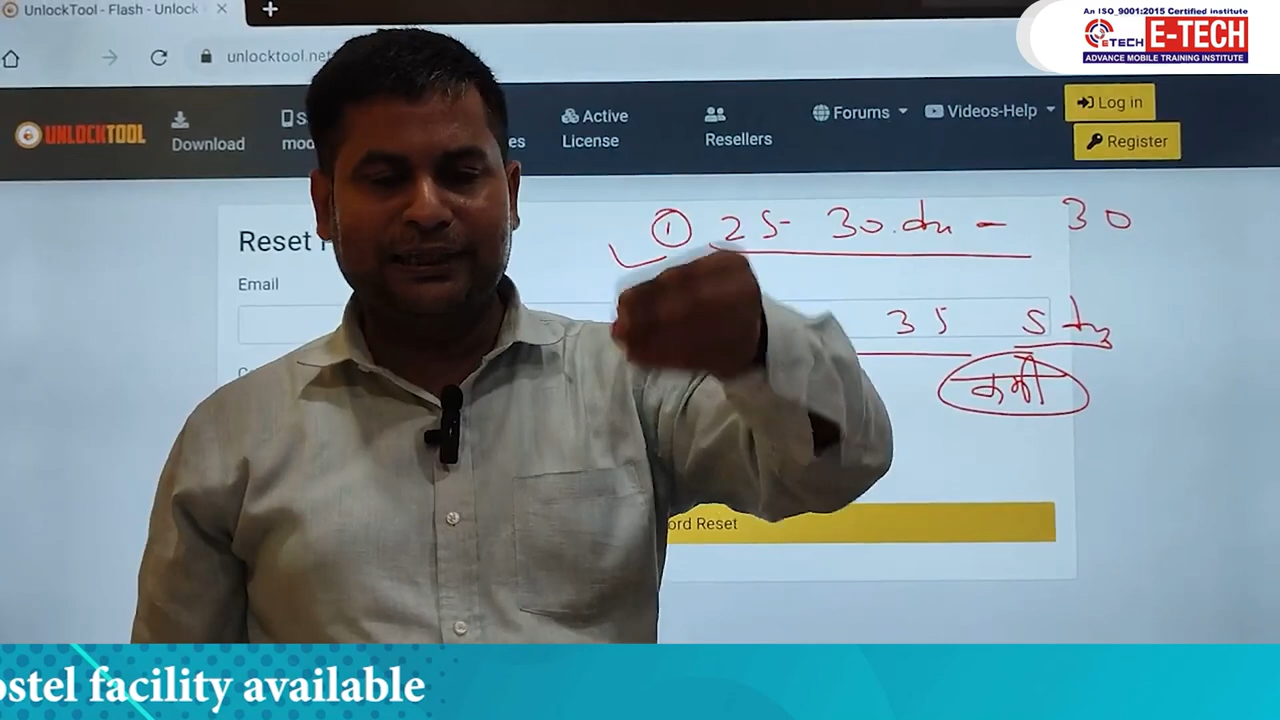 UnlockTool - Flash - Unlock
An ISO 9001:2015 Certified institute
ETECH E-TECH
ADVANCE MOBILE TRAINING INSTITUTE
unlocktool.net
UNLOCKTOOL
Download
Active License
Resellers
Forums
Videos-Help
Log in
Register
① 25- 30 - 30
Reset
Email
35 5
कमी
ord Reset
ostel facility available